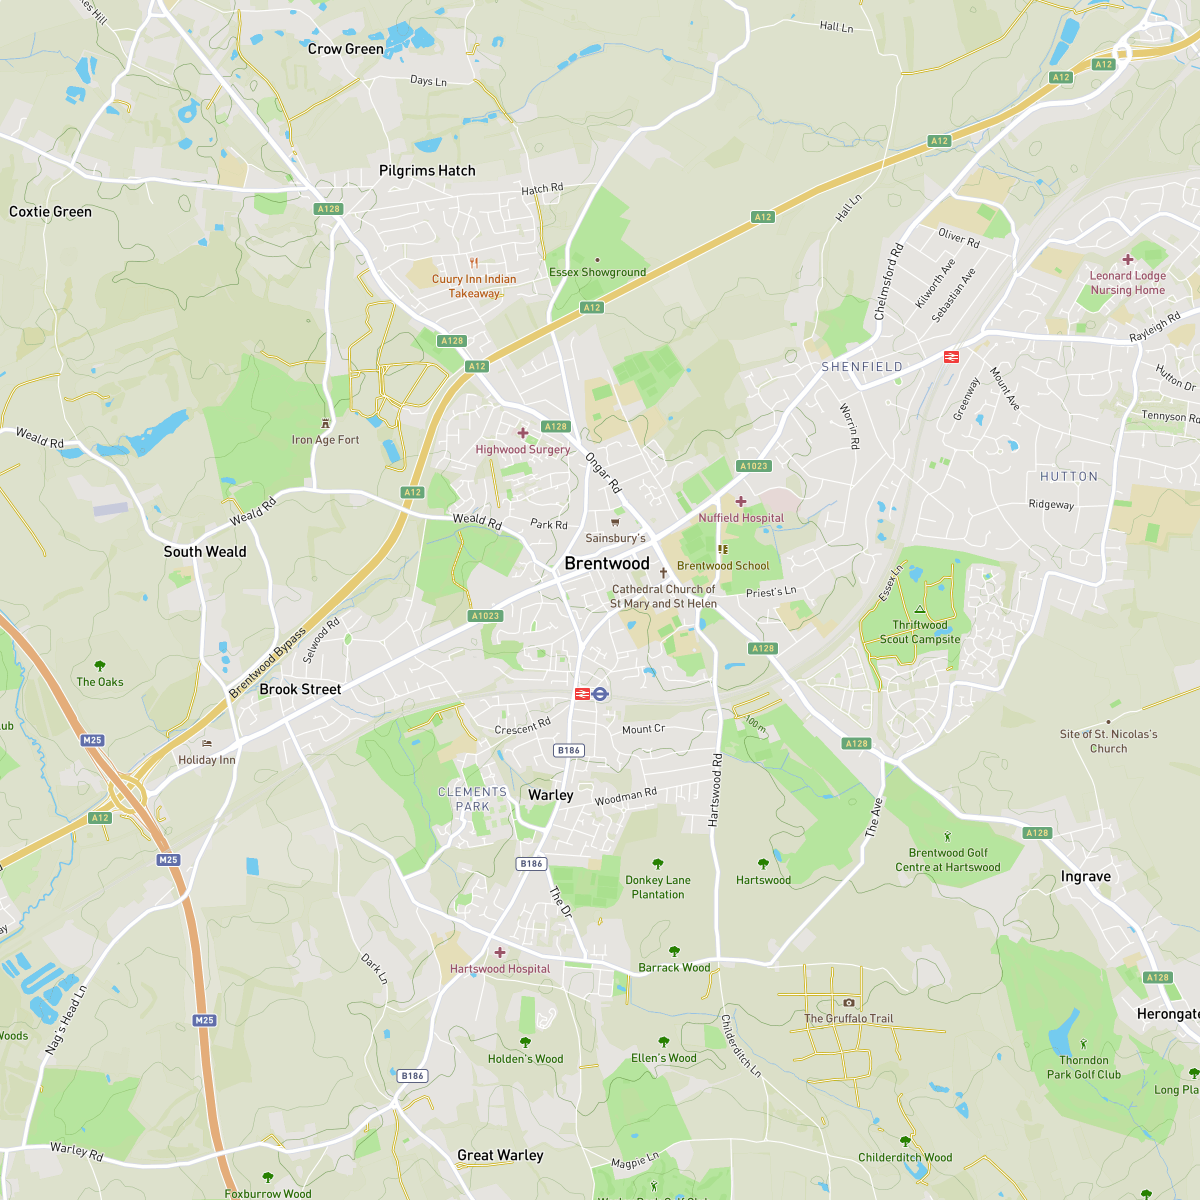 Hall Ln
Crow Green
A12
A12
Days Ln
A12
Pilgrims Hatch
Hatch Rd
Coxtie Green
A128
Hall Ln
A12
Oliver Rd
Chelmsford Rd
Kilworth Ave
Sebastian Ave
Essex Showground
Cuury Inn Indian
Takeaway
Leonard Lodge
Nursing Home
A12
Rayleigh Rd
A128
A12
SHENFIELD
Greenway
Mount Ave
Hutton Dr
Tennyson Rd
Worrin Rd
Iron Age Fort
A128
Highwood Surgery
Weald Rd
Ongar Rd
A1023
HUTTON
Ridgeway
A12
Weald Rd
Weald Rd
Park Rd
Sainsbury's
Nuffield Hospital
South Weald
Brentwood
Brentwood School
Cathedral Church of
St Mary and St Helen
Priest's Ln
Essex Ln
A1023
Thriftwood
Scout Campsite
Selwood Rd
A128
Brentwood Bypass
The Oaks
Brook Street
Crescent Rd
Mount Cr
100 m
Site of St. Nicolas's
Church
M25
Holiday Inn
B186
A128
Hartswood Rd
CLEMENTS
PARK
Warley
Woodman Rd
The Ave
A12
A128
M25
B186
Brentwood Golf
Centre at Hartswood
Donkey Lane
Plantation
Hartswood
Ingrave
The Dr
Dark Ln
Hartswood Hospital
Barrack Wood
A128
Nag's Head Ln
M25
The Gruffalo Trail
Herongate
Childerditch Ln
Holden's Wood
Ellen's Wood
Thorndon
Park Golf Club
B186
Warley Rd
Great Warley
Magpie Ln
Childerditch Wood
Foxburrow Wood